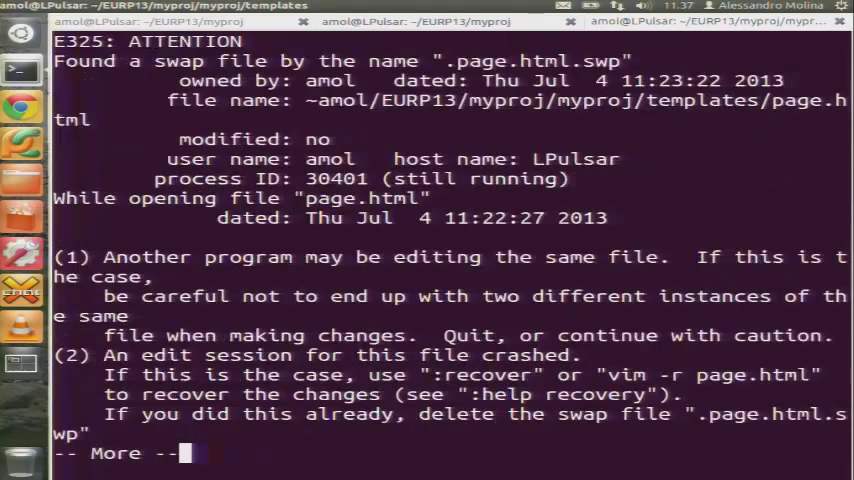 amol@LPulsar: ~/EURP13/myproj/myproj/templates
11.37
Alessandro Molina
amol@LPulsar: ~/EURP13/myproj
amol@LPulsar: ~/EURP13/myproj
amol@LPulsar: ~/EURP13/myproj/mypr...
E325: ATTENTION
Found a swap file by the name ".page.html.swp"
owned by: amol   dated: Thu Jul  4 11:23:22 2013
file name: ~amol/EURP13/myproj/myproj/templates/page.h
tml
modified: no
user name: amol   host name: LPulsar
process ID: 30401 (still running)
While opening file "page.html"
dated: Thu Jul  4 11:22:27 2013
(1) Another program may be editing the same file.  If this is t
he case,
be careful not to end up with two different instances of th
e same
file when making changes.  Quit, or continue with caution.
(2) An edit session for this file crashed.
If this is the case, use ":recover" or "vim -r page.html"
to recover the changes (see ":help recovery").
If you did this already, delete the swap file ".page.html.s
wp"
-- More --